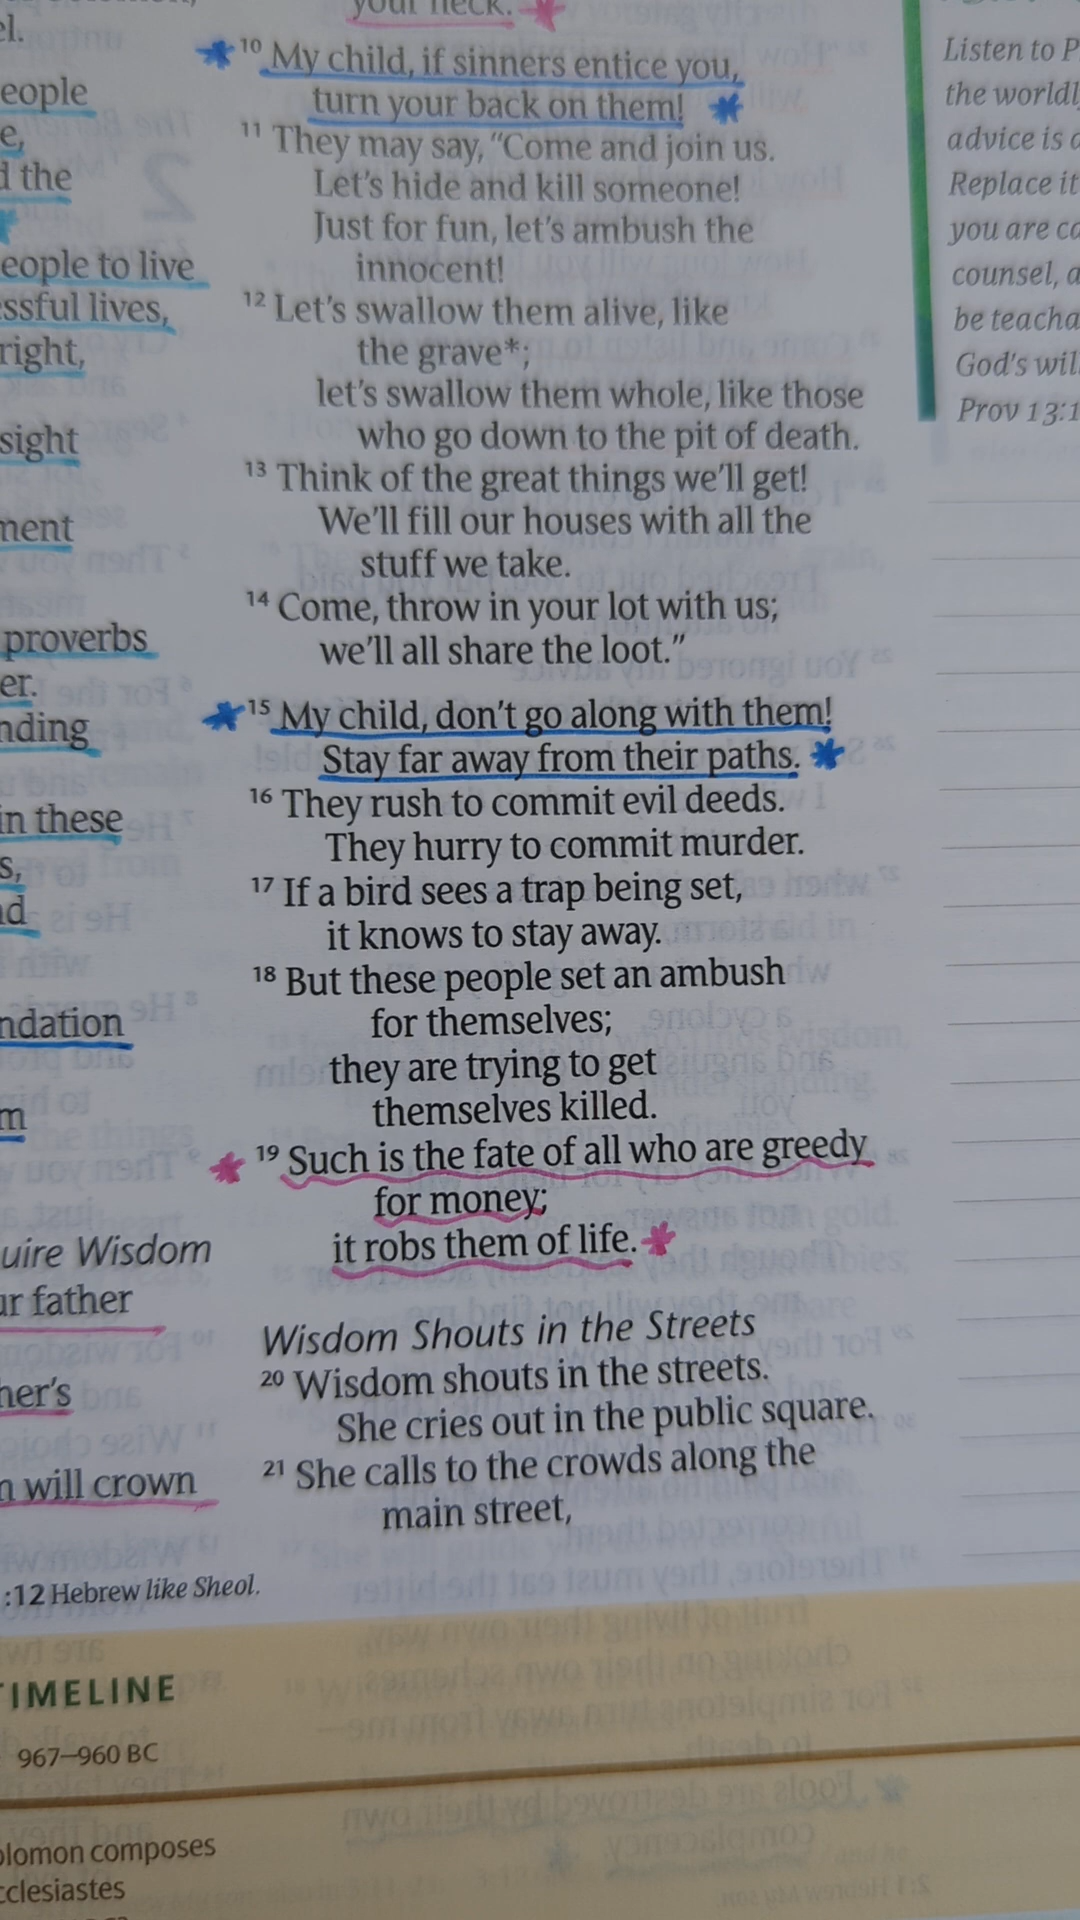 el.
eople
e,
d the
eople to live
ssful lives,
right,
sight
ment
proverbs
er.
nding
in these
s,
nd
ndation
m
uire Wisdom
ur father
her's
n will crown
your neck.
10 My child, if sinners entice you,
turn your back on them!
11 They may say, “Come and join us.
Let's hide and kill someone!
Just for fun, let's ambush the
innocent!
12 Let's swallow them alive, like
the grave*;
let's swallow them whole, like those
who go down to the pit of death.
13 Think of the great things we'll get!
We'll fill our houses with all the
stuff we take.
14 Come, throw in your lot with us;
we'll all share the loot.”
15 My child, don't go along with them!
Stay far away from their paths.
16 They rush to commit evil deeds.
They hurry to commit murder.
17 If a bird sees a trap being set,
it knows to stay away.
18 But these people set an ambush
for themselves;
they are trying to get
themselves killed.
19 Such is the fate of all who are greedy
for money;
it robs them of life.
Wisdom Shouts in the Streets
20 Wisdom shouts in the streets.
She cries out in the public square.
21 She calls to the crowds along the
main street,
:12 Hebrew like Sheol.
Listen to P
the worldl
advice is
Replace it
you are co
counsel, a
be teacha
God's wil
Prov 13:1
TIMELINE
967–960 BC
olomon composes
cclesiastes